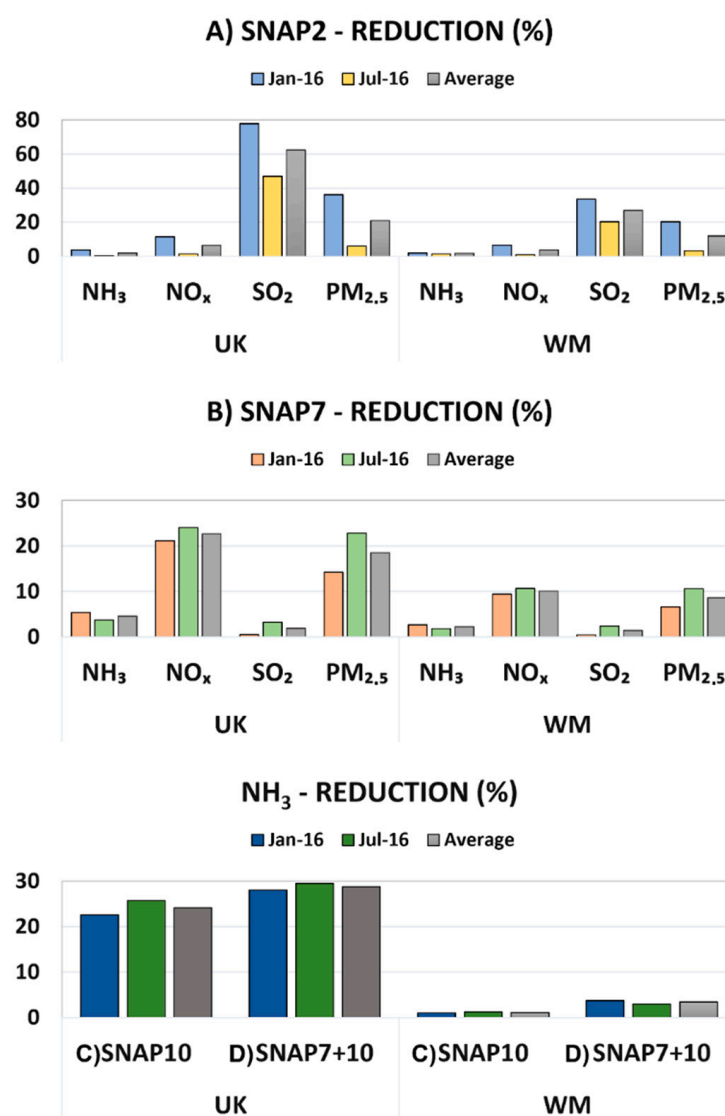 A) SNAP2 - REDUCTION (%)
Jan-16 Jul-16 Average
80
60
40
20
0
NH₃ NOₓ SO₂ PM₂.₅ NH₃ NOₓ SO₂ PM₂.₅
UK WM
B) SNAP7 - REDUCTION (%)
Jan-16 Jul-16 Average
30
20
10
0
NH₃ NOₓ SO₂ PM₂.₅ NH₃ NOₓ SO₂ PM₂.₅
UK WM
NH₃ - REDUCTION (%)
Jan-16 Jul-16 Average
30
20
10
0
C)SNAP10 D)SNAP7+10 C)SNAP10 D)SNAP7+10
UK WM